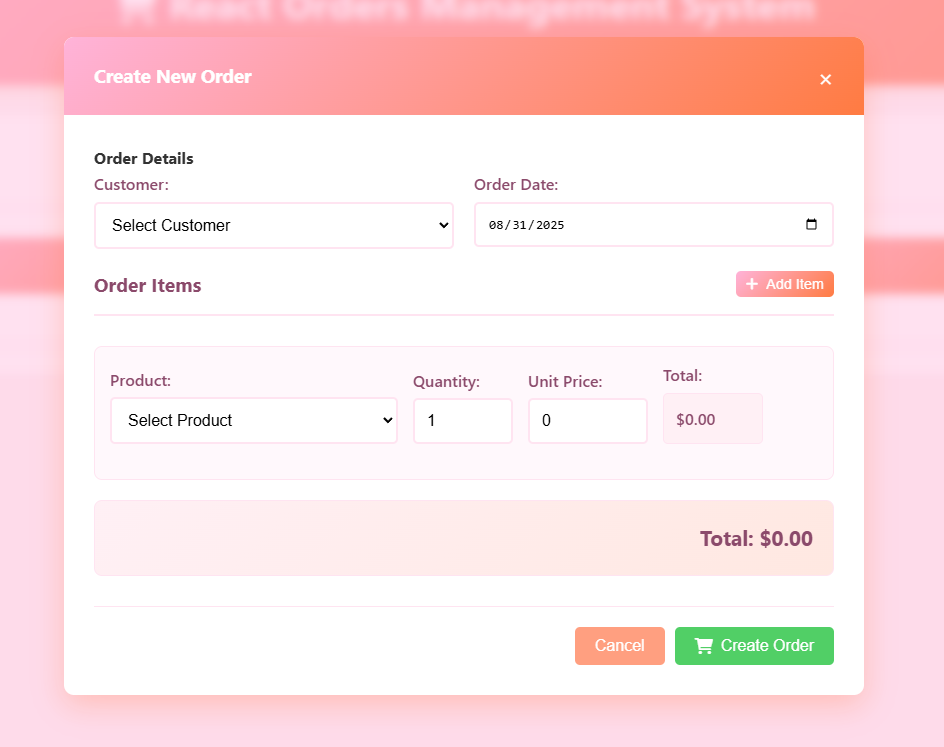 React Orders Management System
Create New Order
×
Order Details
Customer:
Order Date:
Select Customer
08/31/2025
Order Items
+ Add Item
Product:
Quantity:
Unit Price:
Total:
Select Product
1
0
$0.00
Total: $0.00
Cancel
Create Order